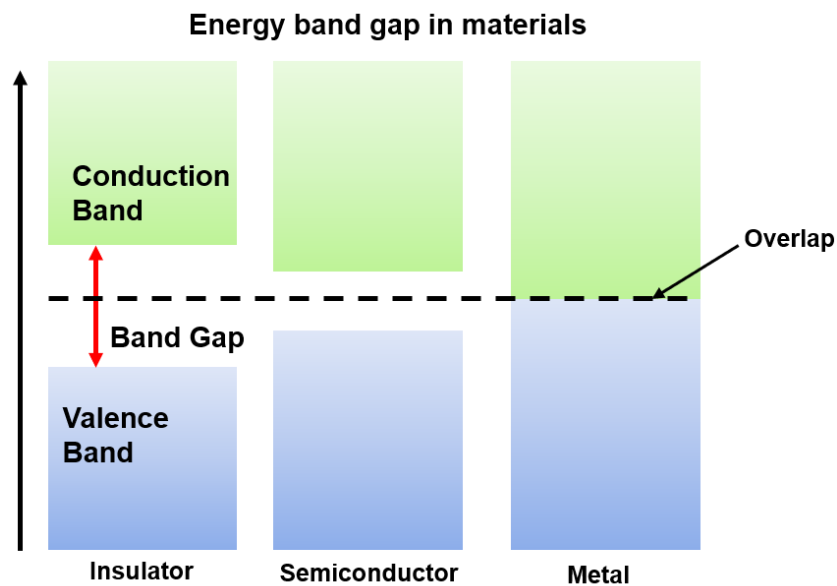 Energy band gap in materials
Conduction
Band
Overlap
Band Gap
Valence
Band
Insulator
Semiconductor
Metal